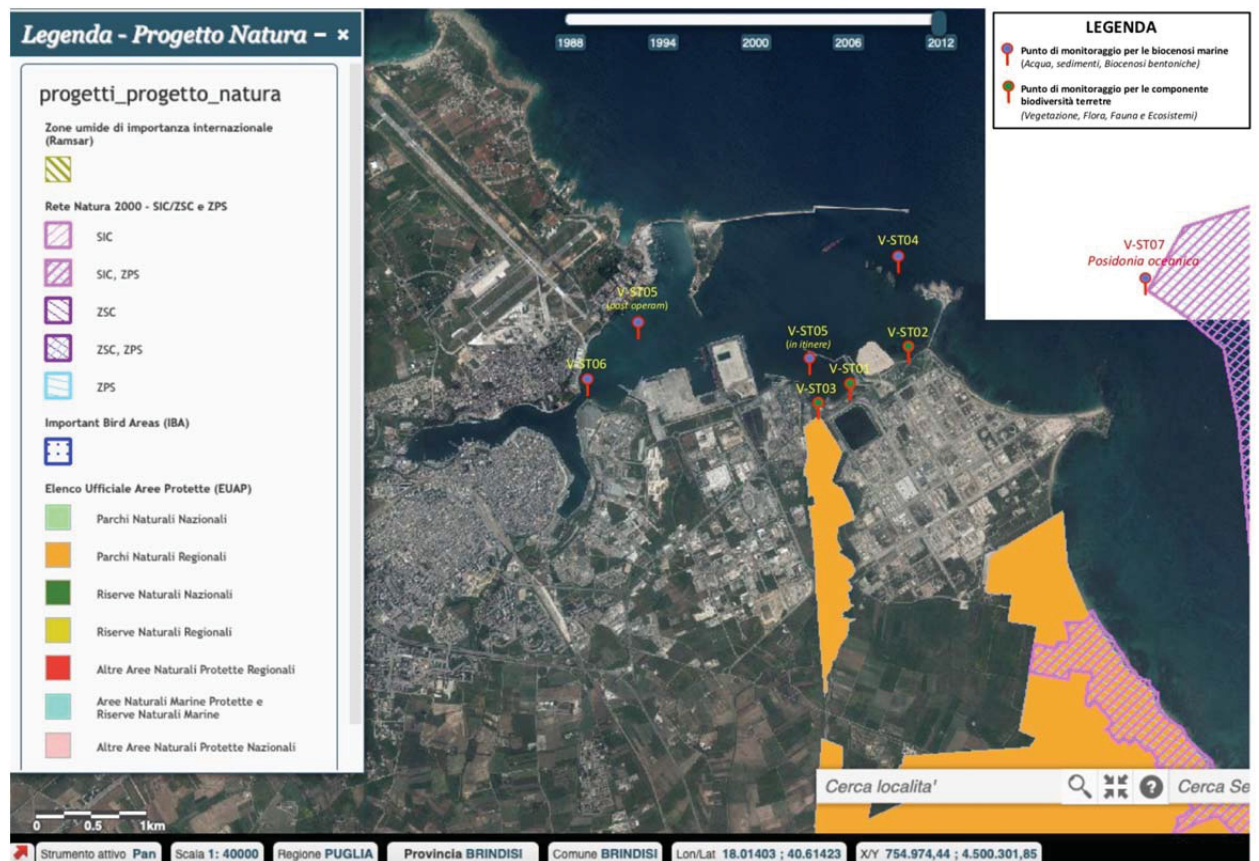 Legenda - Progetto Natura
progetti_progetto_natura
Zone umide di importanza internazionale
(Ramsar)
Rete Natura 2000 - SIC/ZSC e ZPS
SIC
SIC, ZPS
ZSC
ZSC, ZPS
ZPS
Important Bird Areas (IBA)
Elenco Ufficiale Aree Protette (EUAP)
Parchi Naturali Nazionali
Parchi Naturali Regionali
Riserve Naturali Nazionali
Riserve Naturali Regionali
Altre Aree Naturali Protette Regionali
Aree Naturali Marine Protette e
Riserve Naturali Marine
Altre Aree Naturali Protette Nazionali
1988 1994 2000 2006 2012
LEGENDA
Punto di monitoraggio per le biocenosi marine
(Acqua, sedimenti, Biocenosi bentoniche)
Punto di monitoraggio per le componente
biodiversità terretre
(Vegetazione, Flora, Fauna e Ecosistemi)
V-ST04
V-ST07
Posidonia oceanica
V-ST05
(post operam)
V-ST05
(in itinere)
V-ST02
V-ST06
V-ST01
V-ST03
Cerca localita'
Cerca Se
0 0.5 1km
Strumento attivo Pan
Scala 1: 40000
Regione PUGLIA
Provincia BRINDISI
Comune BRINDISI
Lon/Lat 18.01403 ; 40.61423
X/Y 754.974,44 ; 4.500.301,85